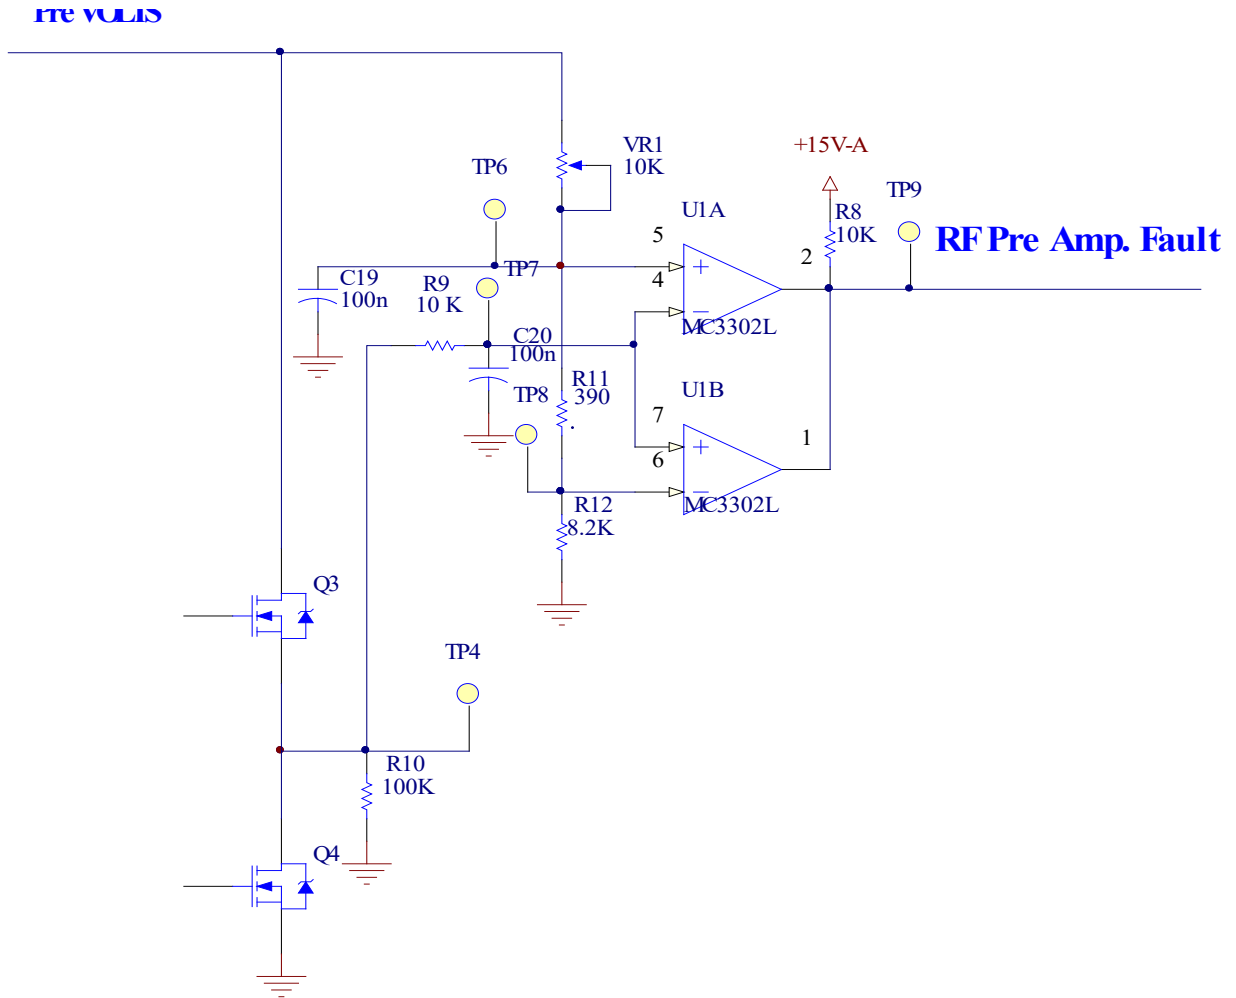 Pre VOLTS
VR1
10K
+15V-A
TP6
TP9
U1A
R8
10K
RF Pre Amp. Fault
5
2
4
TP7
C19
100n
R9
10 K
MC3302L
C20
100n
R11
390
U1B
TP8
7
1
6
R12
8.2K
MC3302L
Q3
TP4
R10
100K
Q4